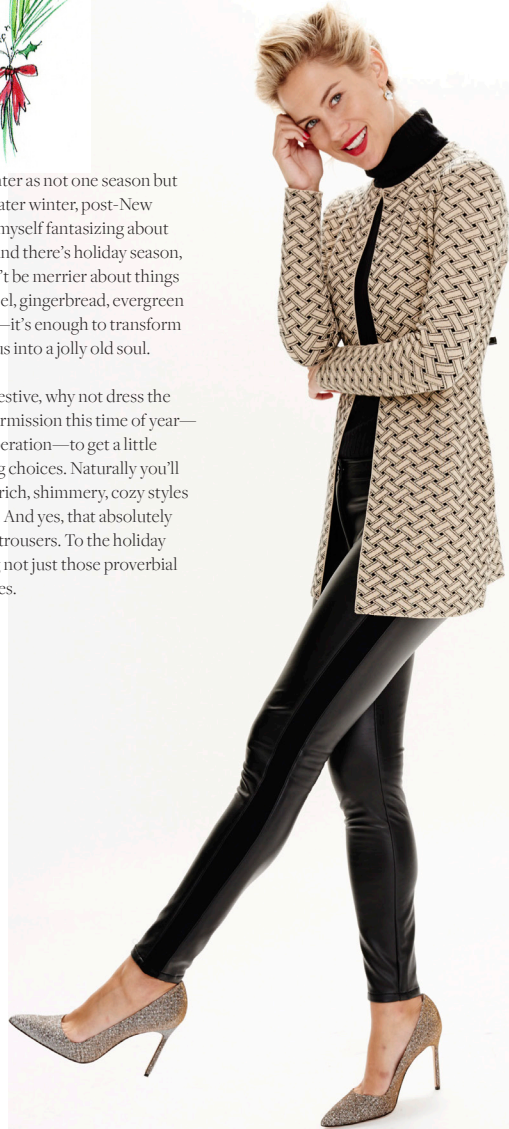 ter as not one season but
ater winter, post-New
myself fantasizing about
nd there's holiday season,
't be merrier about things
el, gingerbread, evergreen
—it's enough to transform
us into a jolly old soul.
estive, why not dress the
rmission this time of year—
eration—to get a little
g choices. Naturally you'll
rich, shimmery, cozy styles
And yes, that absolutely
trousers. To the holiday
not just those proverbial
es.